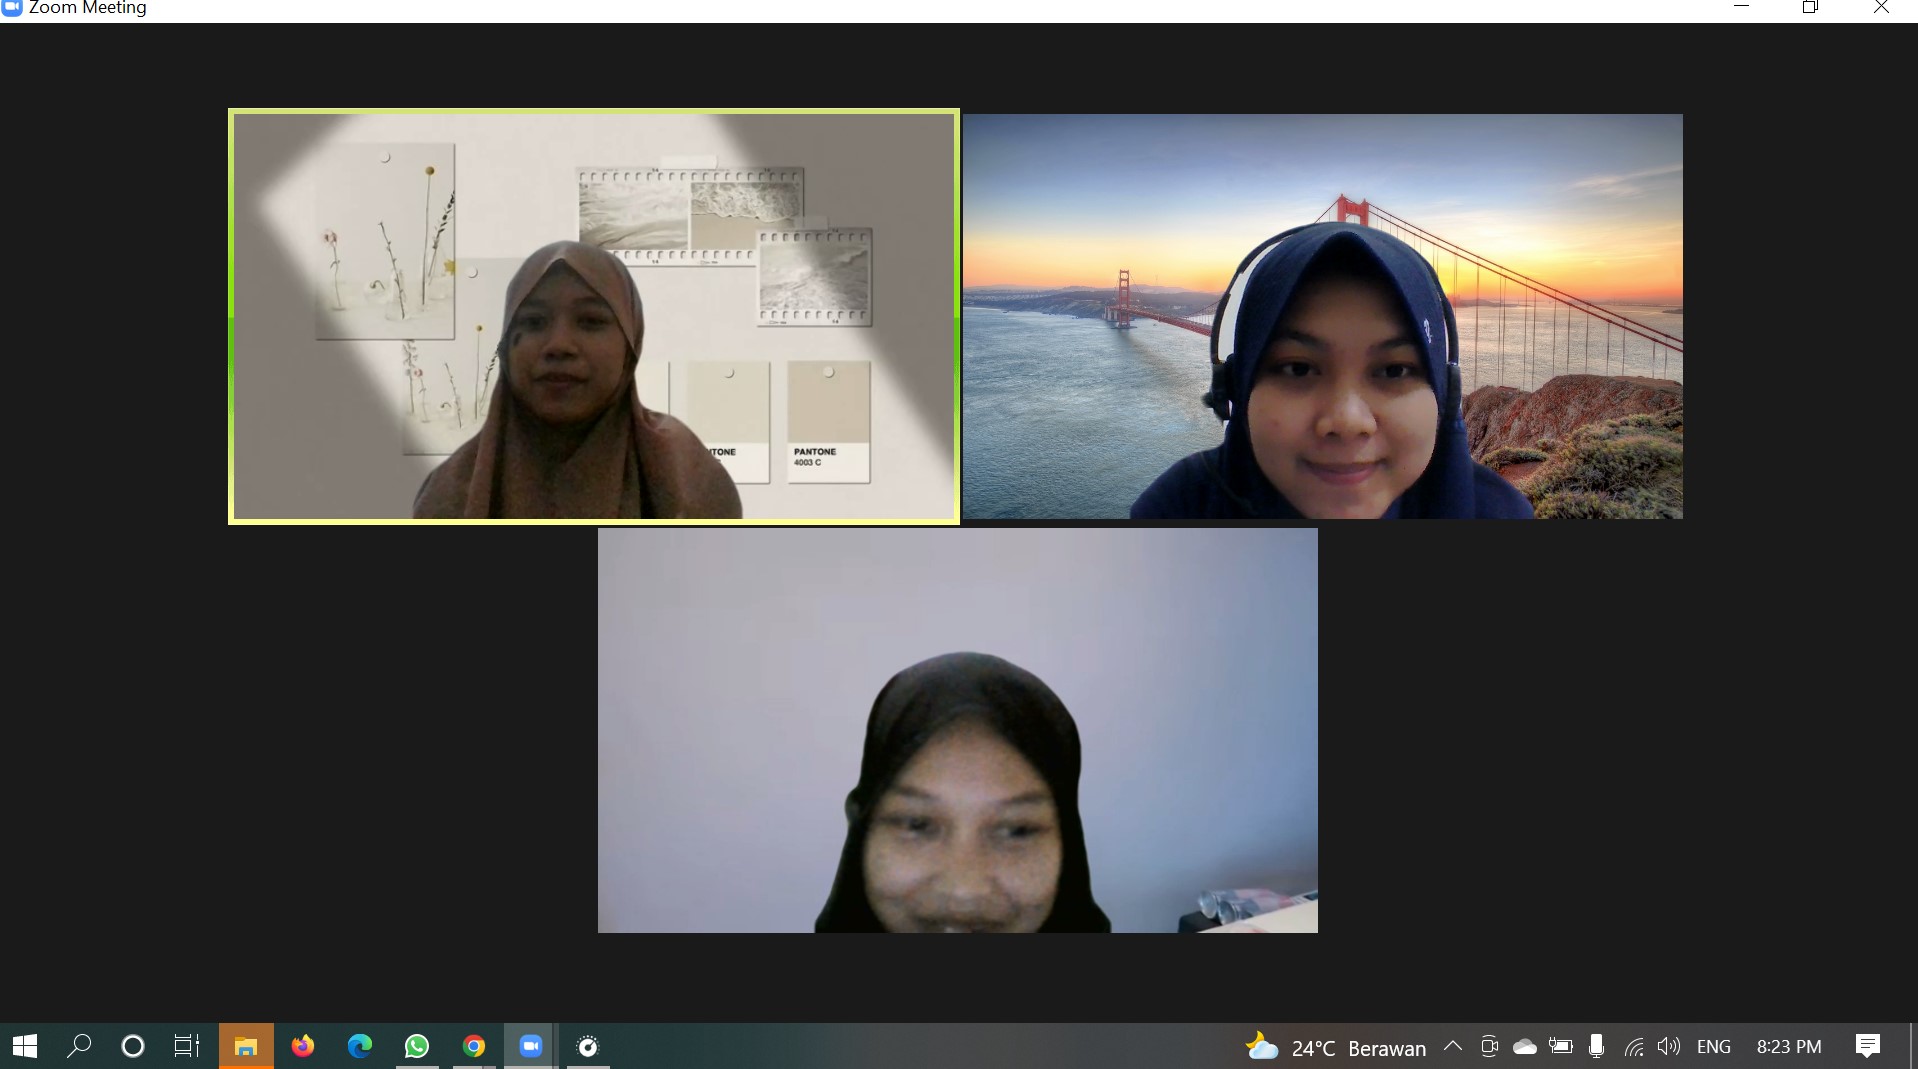 Zoom Meeting
TONE
PANTONE
4003 C
24°C Berawan
ENG
8:23 PM